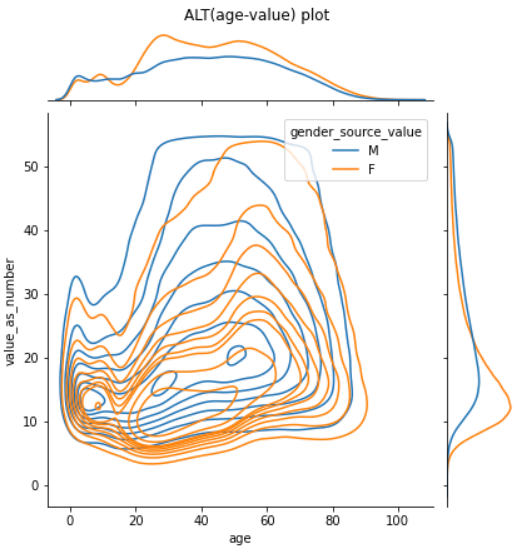 ALT(age-value) plot
gender_source_value
M
F
value_as_number
50
40
30
20
10
0
0 20 40 60 80 100
age